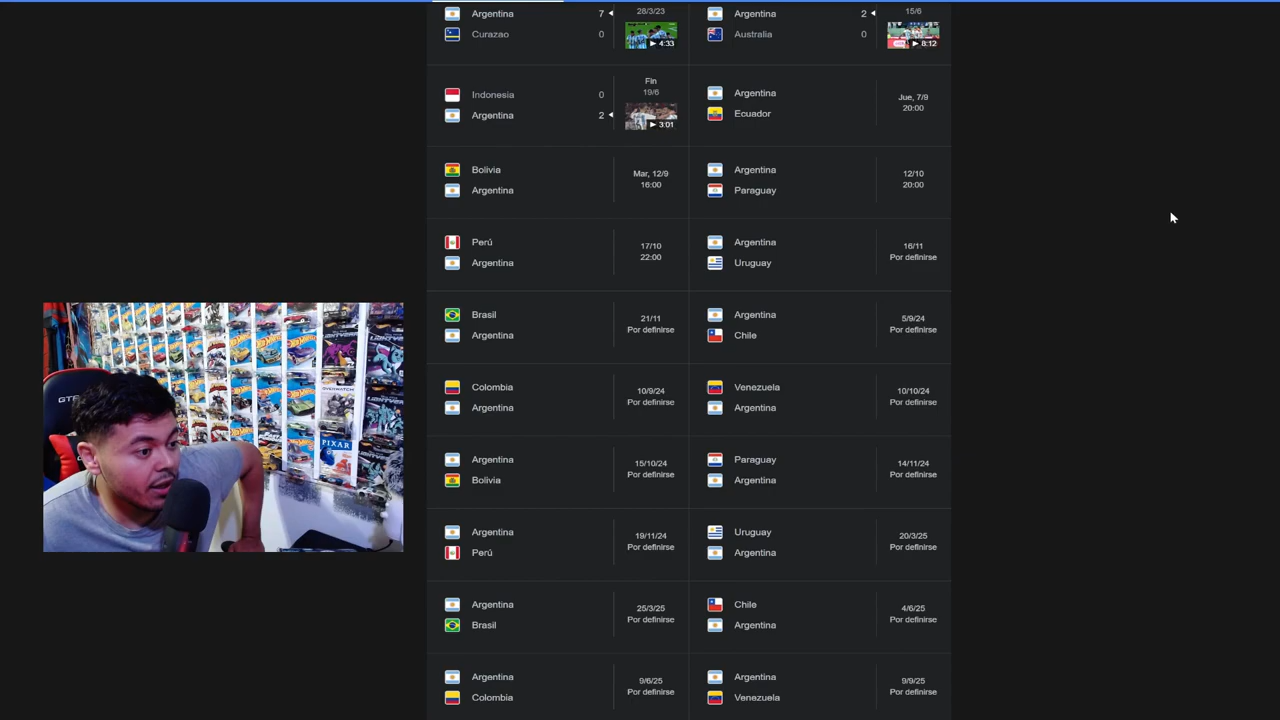 Argentina 7
Curazao 0
28/3/23
4:33
Argentina 2
Australia 0
15/6
8:12
Indonesia 0
Argentina 2
Fin
19/6
3:01
Argentina
Ecuador
Jue, 7/9
20:00
Bolivia
Argentina
Mar, 12/9
16:00
Argentina
Paraguay
12/10
20:00
Perú
Argentina
17/10
22:00
Argentina
Uruguay
16/11
Por definirse
Brasil
Argentina
21/11
Por definirse
Argentina
Chile
5/9/24
Por definirse
Colombia
Argentina
10/9/24
Por definirse
Venezuela
Argentina
10/10/24
Por definirse
Argentina
Bolivia
15/10/24
Por definirse
Paraguay
Argentina
14/11/24
Por definirse
Argentina
Perú
19/11/24
Por definirse
Uruguay
Argentina
20/3/25
Por definirse
Argentina
Brasil
25/3/25
Por definirse
Chile
Argentina
4/6/25
Por definirse
Argentina
Colombia
9/6/25
Por definirse
Argentina
Venezuela
9/9/25
Por definirse
OVERWATCH
PIXAR